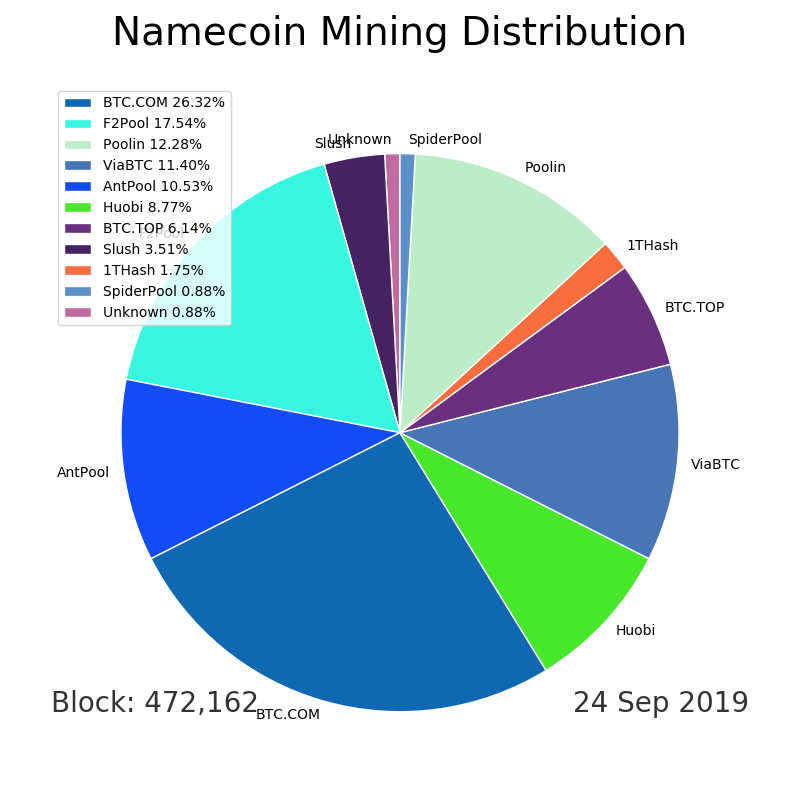 Namecoin Mining Distribution
BTC.COM 26.32%
F2Pool 17.54%
Poolin 12.28%
ViaBTC 11.40%
AntPool 10.53%
Huobi 8.77%
BTC.TOP 6.14%
Slush 3.51%
1THash 1.75%
SpiderPool 0.88%
Unknown 0.88%
Slush
Unknown
SpiderPool
Poolin
1THash
BTC.TOP
F2Pool
ViaBTC
AntPool
Huobi
BTC.COM
Block: 472,162
24 Sep 2019